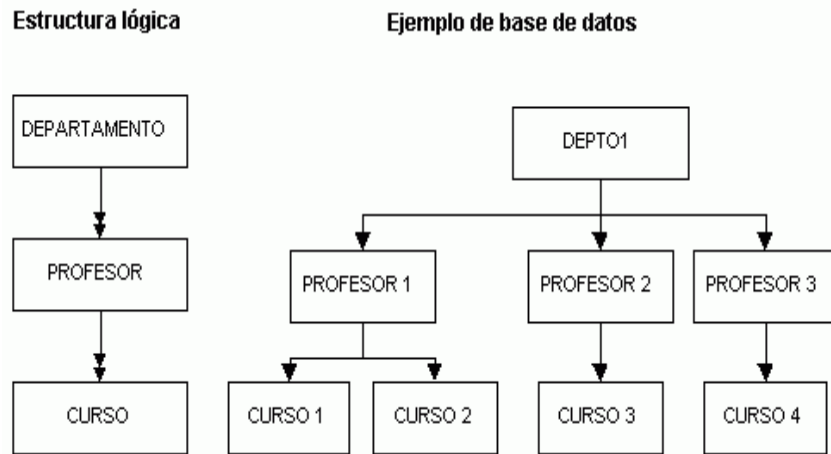 Estructura lógica
Ejemplo de base de datos
DEPARTAMENTO
DEPTO1
PROFESOR
PROFESOR 1
PROFESOR 2
PROFESOR 3
CURSO
CURSO 1
CURSO 2
CURSO 3
CURSO 4